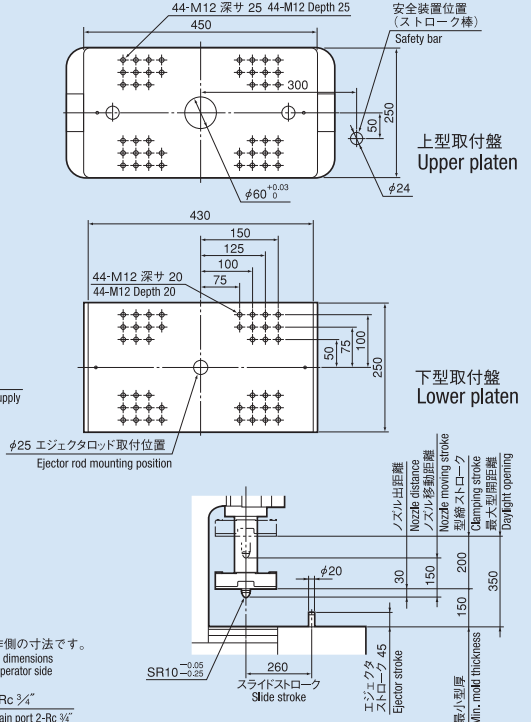 44-M12 深サ 25 44-M12 Depth 25
450
安全装置位置
(ストローク棒)
Safety bar
300
50
250
上型取付盤
Upper platen
φ60 +0.03 0
φ24
430
150
125
100
75
44-M12 深サ 20
44-M12 Depth 20
50
75
100
250
下型取付盤
Lower platen
upply
φ25 エジェクタロッド取付位置
Ejector rod mounting position
ノズル出距離
Nozzle distance
ノズル移動距離
Nozzle moving stroke
型締ストローク
Clamping stroke
最大型開距離
Daylight opening
φ20
30
150
200
150
350
SR10 -0.05 -0.25
260
スライドストローク
Slide stroke
エジェクタ
ストローク 45
Ejector stroke
最小型厚
Min. mold thickness
側の寸法です。
dimensions
perator side
Rc 3/4"
ain port 2-Rc 3/4"